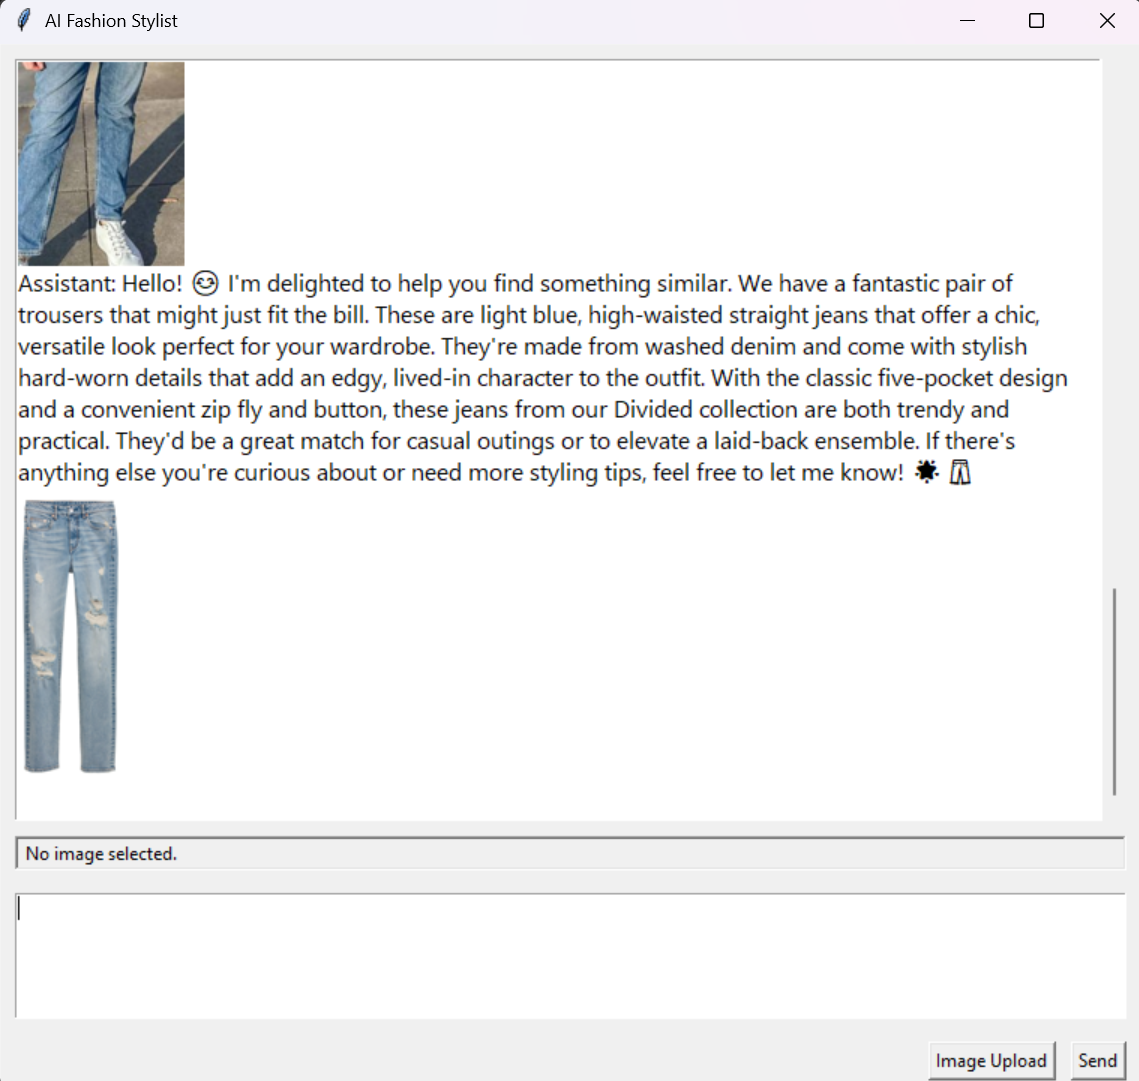 AI Fashion Stylist
Assistant: Hello! 😊 I'm delighted to help you find something similar. We have a fantastic pair of
trousers that might just fit the bill. These are light blue, high-waisted straight jeans that offer a chic,
versatile look perfect for your wardrobe. They're made from washed denim and come with stylish
hard-worn details that add an edgy, lived-in character to the outfit. With the classic five-pocket design
and a convenient zip fly and button, these jeans from our Divided collection are both trendy and
practical. They'd be a great match for casual outings or to elevate a laid-back ensemble. If there's
anything else you're curious about or need more styling tips, feel free to let me know! 🌟 👖
No image selected.
Image Upload Send